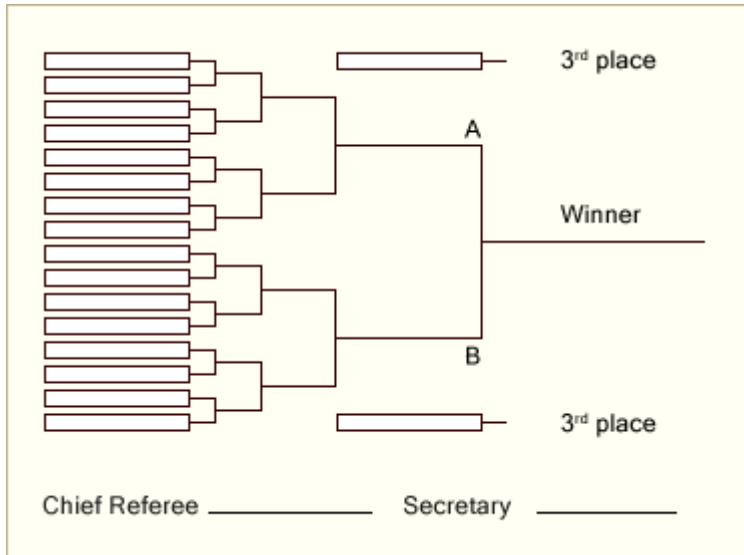 3rd place
A
Winner
B
3rd place
Chief Referee
Secretary